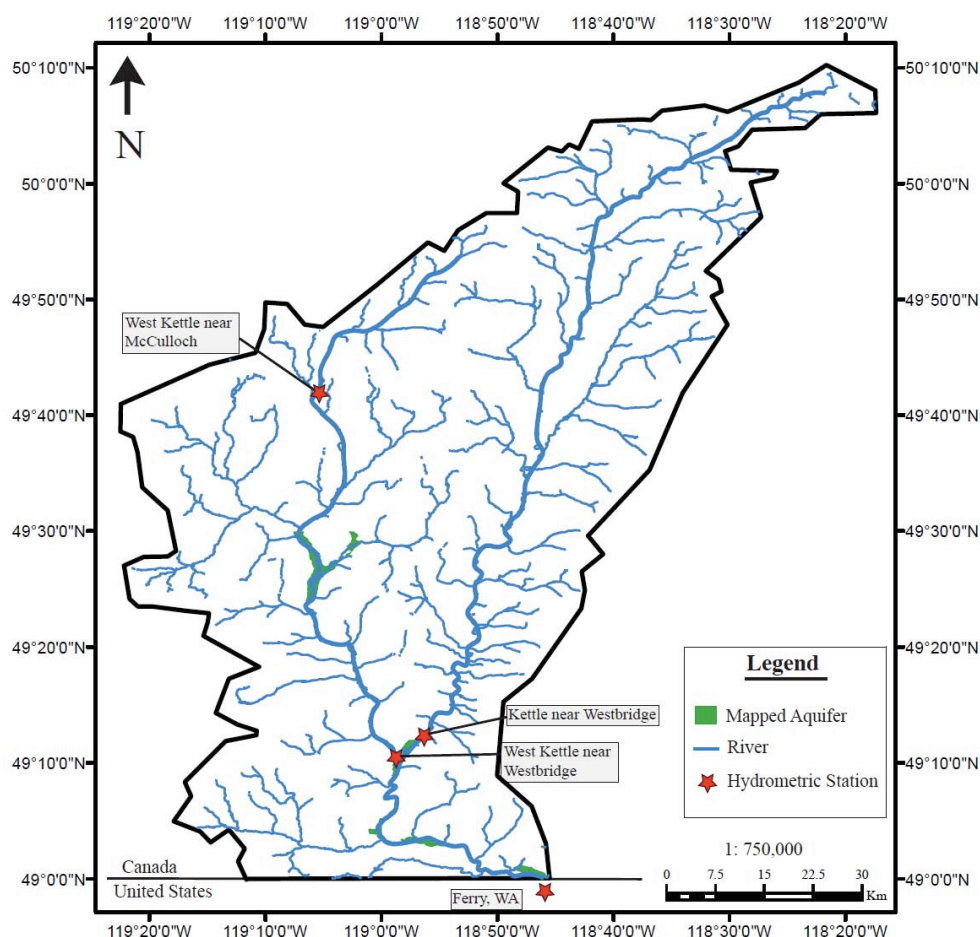 119°20'0"W 119°10'0"W 119°0'0"W 118°50'0"W 118°40'0"W 118°30'0"W 118°20'0"W
50°10'0"N 50°10'0"N
N
50°0'0"N 50°0'0"N
49°50'0"N 49°50'0"N
West Kettle near
McCulloch
49°40'0"N 49°40'0"N
49°30'0"N 49°30'0"N
49°20'0"N 49°20'0"N
Legend
Mapped Aquifer
River
Hydrometric Station
Kettle near Westbridge
West Kettle near
Westbridge
49°10'0"N 49°10'0"N
1: 750,000
0 7.5 15 22.5 30
Km
Canada
49°0'0"N 49°0'0"N
United States
Ferry, WA
119°20'0"W 119°10'0"W 119°0'0"W 118°50'0"W 118°40'0"W 118°30'0"W 118°20'0"W